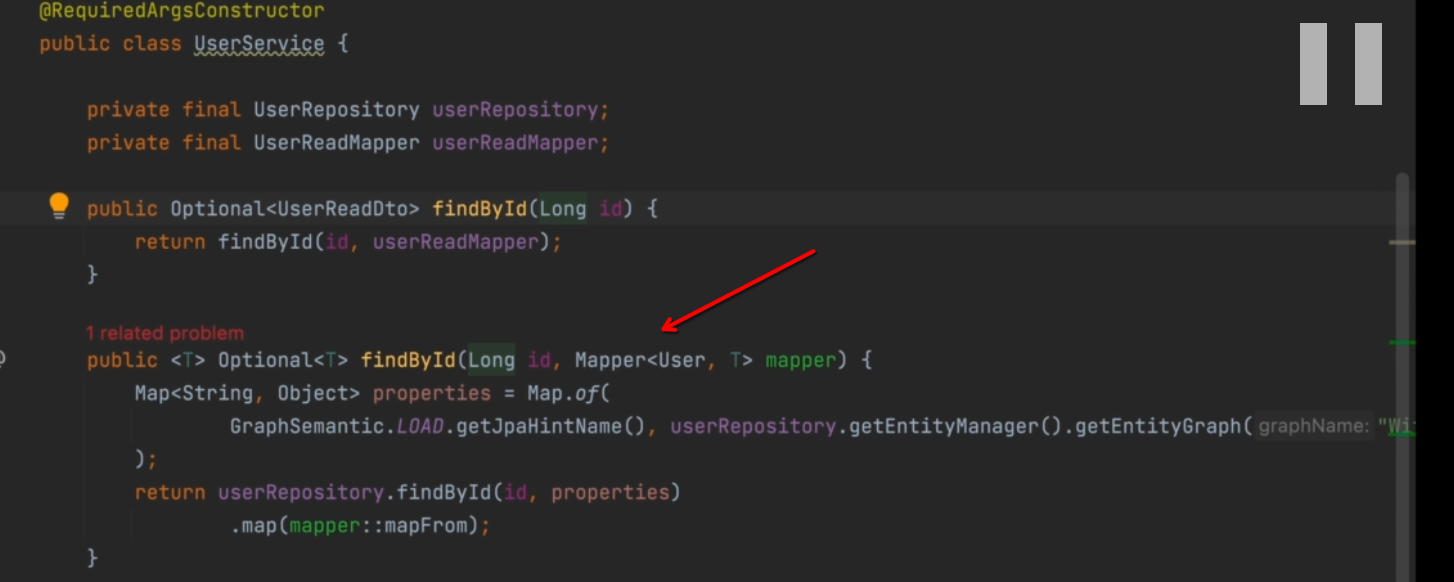 @RequiredArgsConstructor
public class UserService {
private final UserRepository userRepository;
private final UserReadMapper userReadMapper;
public Optional<UserReadDto> findById(Long id) {
return findById(id, userReadMapper);
}
1 related problem
public <T> Optional<T> findById(Long id, Mapper<User, T> mapper) {
Map<String, Object> properties = Map.of(
GraphSemantic.LOAD.getJpaHintName(), userRepository.getEntityManager().getEntityGraph( graphName: "Wi
);
return userRepository.findById(id, properties)
.map(mapper::mapFrom);
}